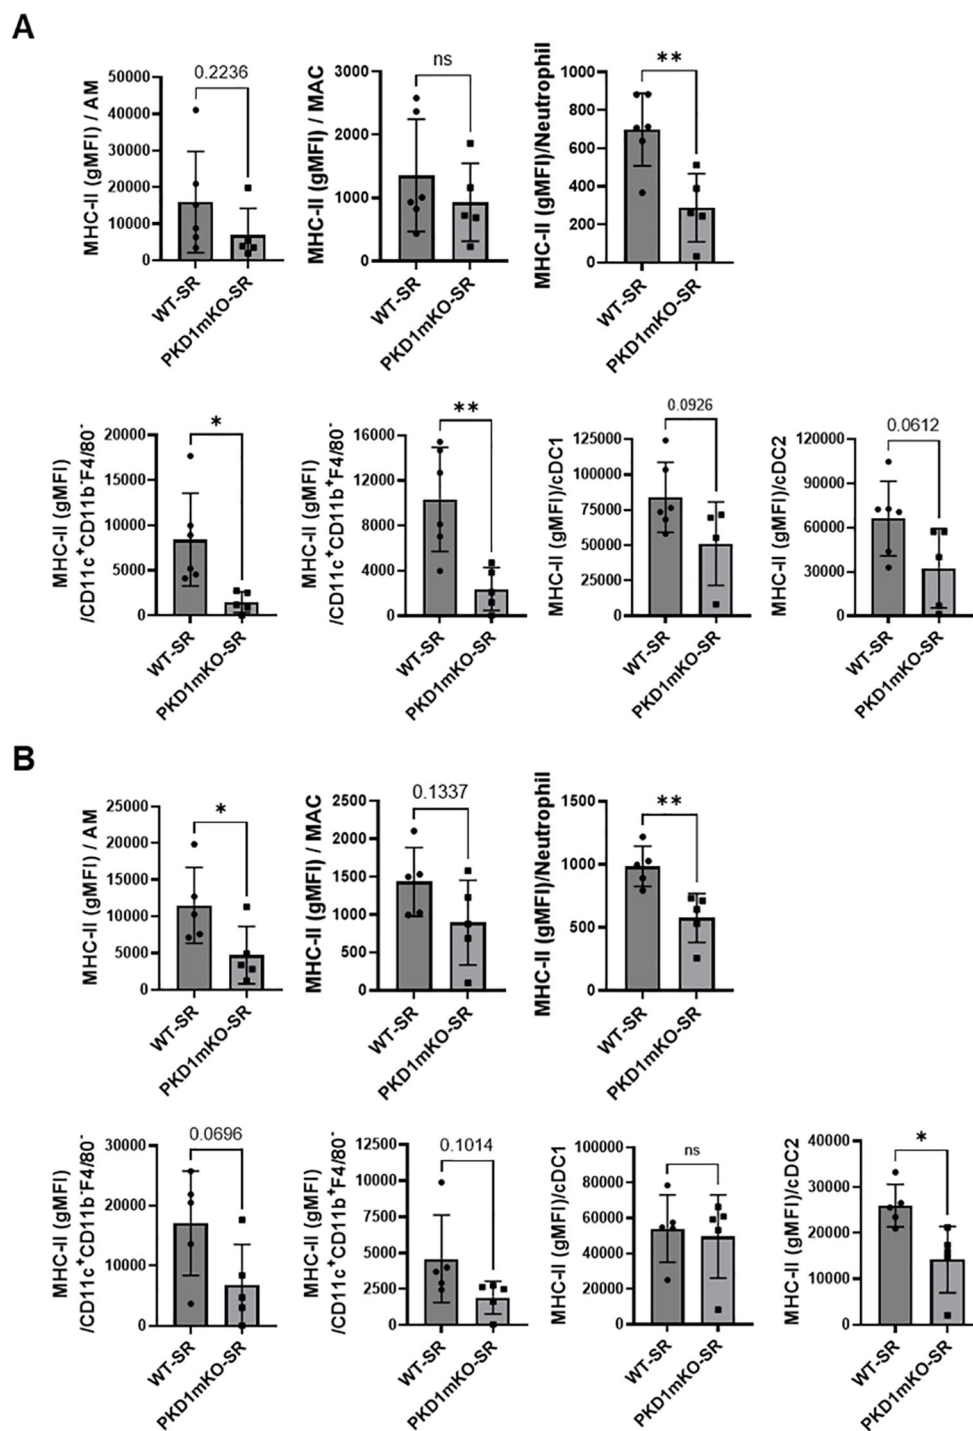 A
MHC-II (gMFI) / AM
50000
40000
30000
20000
10000
0
0.2236
WT-SR
PKD1mKO-SR
MHC-II (gMFI) / MAC
3000
2000
1000
0
ns
WT-SR
PKD1mKO-SR
MHC-II (gMFI)/Neutrophil
1000
800
600
400
200
0
**
WT-SR
PKD1mKO-SR
MHC-II (gMFI)
/CD11c⁺CD11b⁻F4/80⁻
20000
15000
10000
5000
0
*
WT-SR
PKD1mKO-SR
MHC-II (gMFI)
/CD11c⁺CD11b⁺F4/80⁻
16000
12000
8000
4000
0
**
WT-SR
PKD1mKO-SR
MHC-II (gMFI)/cDC1
125000
100000
75000
50000
25000
0
0.0926
WT-SR
PKD1mKO-SR
MHC-II (gMFI)/cDC2
120000
90000
60000
30000
0
0.0612
WT-SR
PKD1mKO-SR
B
MHC-II (gMFI) / AM
25000
20000
15000
10000
5000
0
*
WT-SR
PKD1mKO-SR
MHC-II (gMFI) / MAC
2500
2000
1500
1000
500
0
0.1337
WT-SR
PKD1mKO-SR
MHC-II (gMFI)/Neutrophil
1500
1000
500
0
**
WT-SR
PKD1mKO-SR
MHC-II (gMFI)
/CD11c⁺CD11b⁻F4/80⁻
30000
20000
10000
0
0.0696
WT-SR
PKD1mKO-SR
MHC-II (gMFI)
/CD11c⁺CD11b⁺F4/80⁻
12500
10000
7500
5000
2500
0
0.1014
WT-SR
PKD1mKO-SR
MHC-II (gMFI)/cDC1
100000
80000
60000
40000
20000
0
ns
WT-SR
PKD1mKO-SR
MHC-II (gMFI)/cDC2
40000
30000
20000
10000
0
*
WT-SR
PKD1mKO-SR